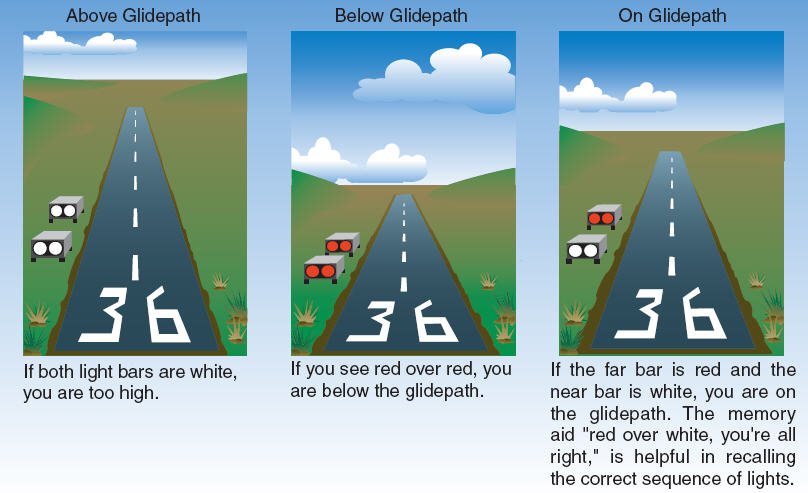 Above Glidepath
36
If both light bars are white,
you are too high.
Below Glidepath
36
If you see red over red, you
are below the glidepath.
On Glidepath
36
If the far bar is red and the
near bar is white, you are on
the glidepath. The memory
aid "red over white, you're all
right," is helpful in recalling
the correct sequence of lights.